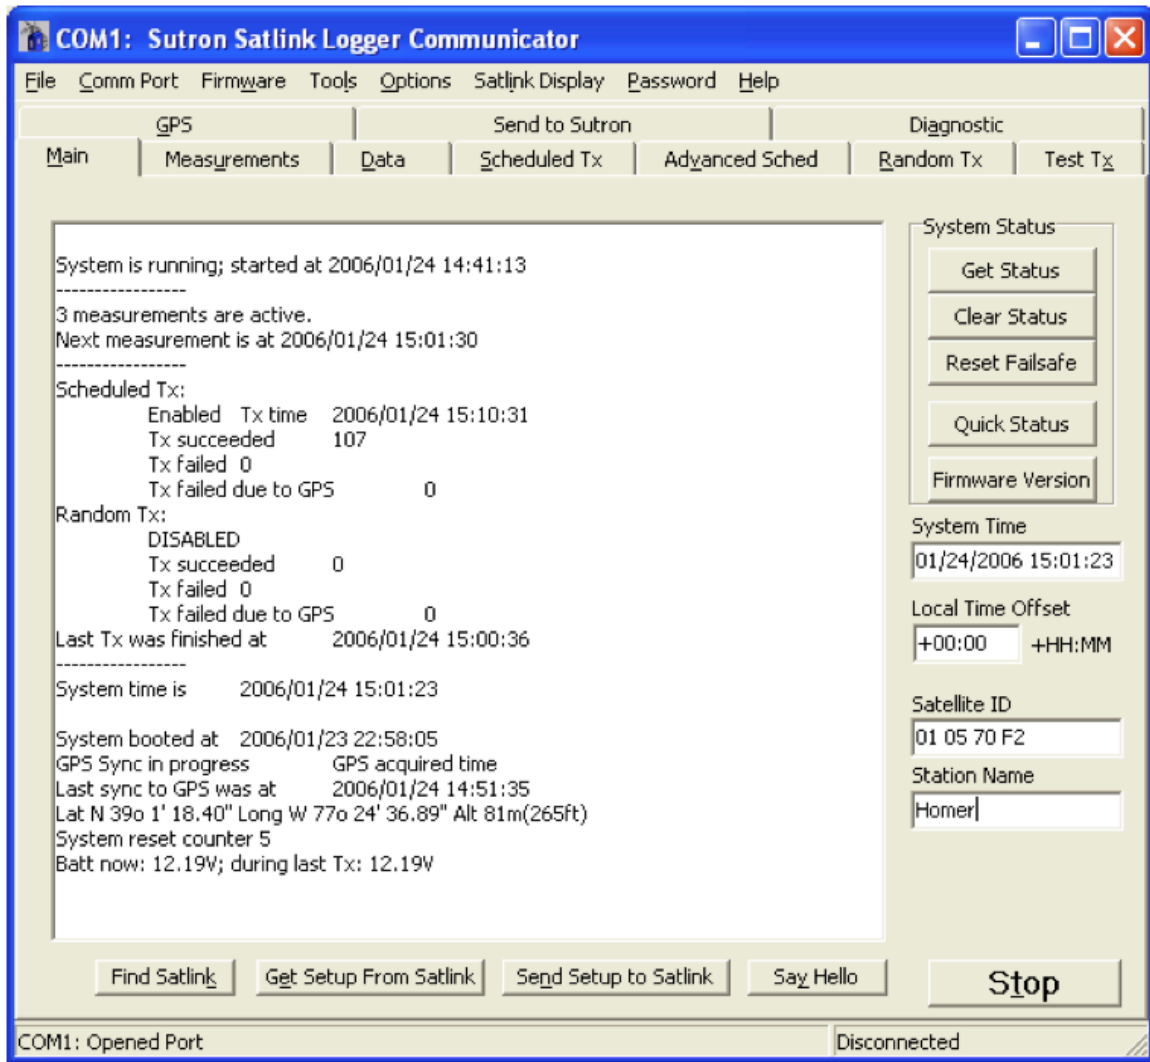 COM1: Sutron Satlink Logger Communicator
File Comm Port Firmware Tools Options Satlink Display Password Help
GPS Send to Sutron Diagnostic
Main Measurements Data Scheduled Tx Advanced Sched Random Tx Test Tx
System is running; started at 2006/01/24 14:41:13
-----------------
3 measurements are active.
Next measurement is at 2006/01/24 15:01:30
-----------------
Scheduled Tx:
Enabled Tx time 2006/01/24 15:10:31
Tx succeeded 107
Tx failed 0
Tx failed due to GPS 0
Random Tx:
DISABLED
Tx succeeded 0
Tx failed 0
Tx failed due to GPS 0
Last Tx was finished at 2006/01/24 15:00:36
-----------------
System time is 2006/01/24 15:01:23
System booted at 2006/01/23 22:58:05
GPS Sync in progress GPS acquired time
Last sync to GPS was at 2006/01/24 14:51:35
Lat N 39o 1' 18.40" Long W 77o 24' 36.89" Alt 81m(265ft)
System reset counter 5
Batt now: 12.19V; during last Tx: 12.19V
System Status
Get Status
Clear Status
Reset Failsafe
Quick Status
Firmware Version
System Time
01/24/2006 15:01:23
Local Time Offset
+00:00 +HH:MM
Satellite ID
01 05 70 F2
Station Name
Homer
Find Satlink Get Setup From Satlink Send Setup to Satlink Say Hello Stop
COM1: Opened Port Disconnected